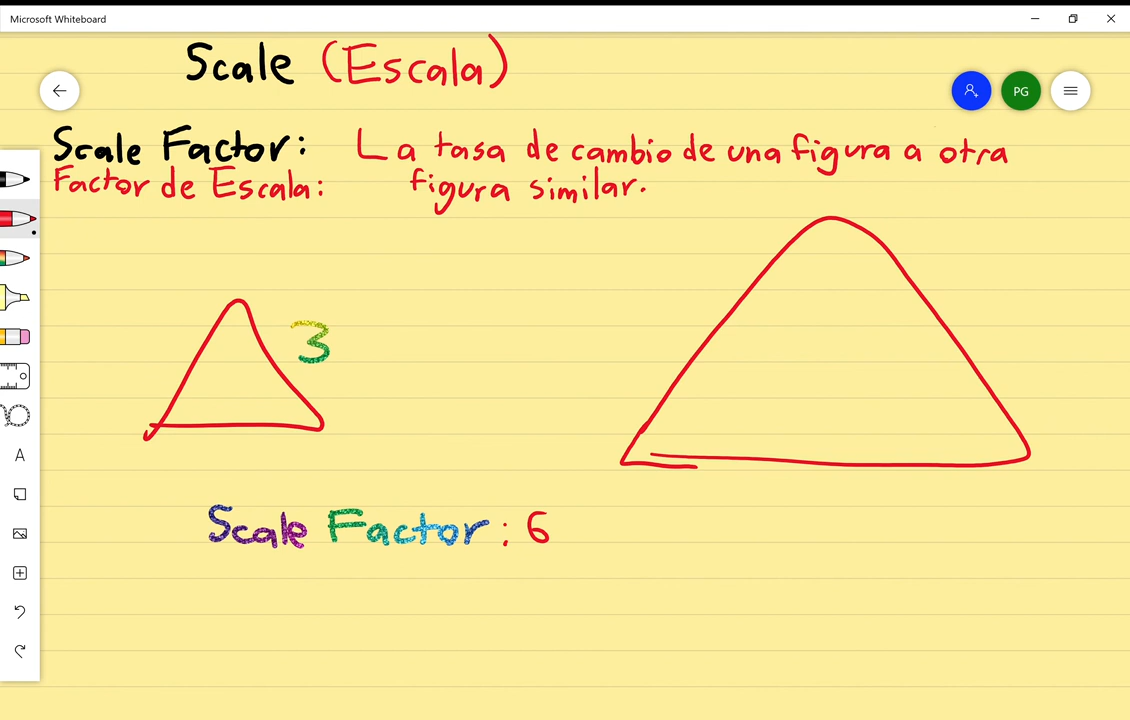 Microsoft Whiteboard
Scale (Escala)
PG
Scale Factor: La tasa de cambio de una figura a otra
Factor de Escala: figura similar.
3
Scale Factor: 6
A